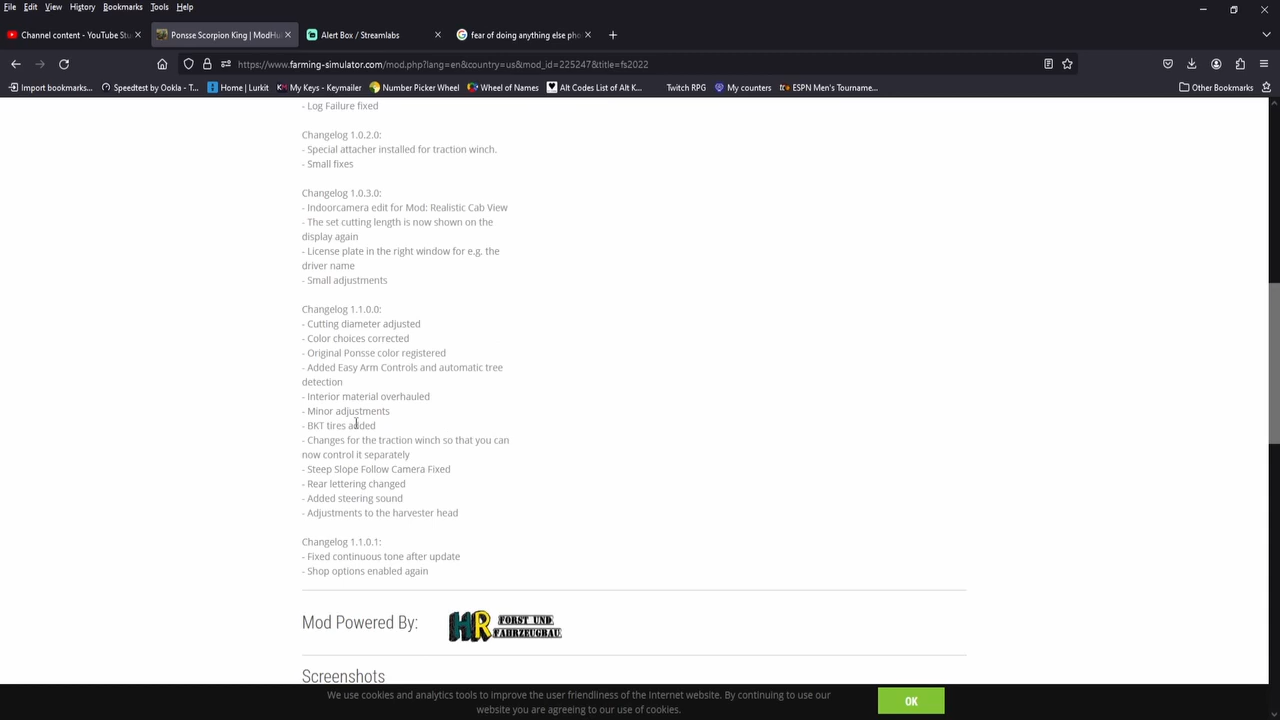 File Edit View History Bookmarks Tools Help
Channel content - YouTube Stu
Ponsse Scorpion King | ModHu
Alert Box / Streamlabs
fear of doing anything else pho
https://www.farming-simulator.com/mod.php?lang=en&country=us&mod_id=225247&title=fs2022
Import bookmarks...
Speedtest by Ookla - T...
Home | Lurkit
My Keys - Keymailer
Number Picker Wheel
Wheel of Names
Alt Codes List of Alt K...
Twitch RPG
My counters
ESPN Men's Tourname...
Other Bookmarks
- Log Failure fixed
Changelog 1.0.2.0:
- Special attacher installed for traction winch.
- Small fixes
Changelog 1.0.3.0:
- Indoorcamera edit for Mod: Realistic Cab View
- The set cutting length is now shown on the
display again
- License plate in the right window for e.g. the
driver name
- Small adjustments
Changelog 1.1.0.0:
- Cutting diameter adjusted
- Color choices corrected
- Original Ponsse color registered
- Added Easy Arm Controls and automatic tree
detection
- Interior material overhauled
- Minor adjustments
- BKT tires added
- Changes for the traction winch so that you can
now control it separately
- Steep Slope Follow Camera Fixed
- Rear lettering changed
- Added steering sound
- Adjustments to the harvester head
Changelog 1.1.0.1:
- Fixed continuous tone after update
- Shop options enabled again
Mod Powered By:
HR FORST UND
FAHRZEUGBAU
Screenshots
We use cookies and analytics tools to improve the user friendliness of the Internet website. By continuing to use our
website you are agreeing to our use of cookies.
OK